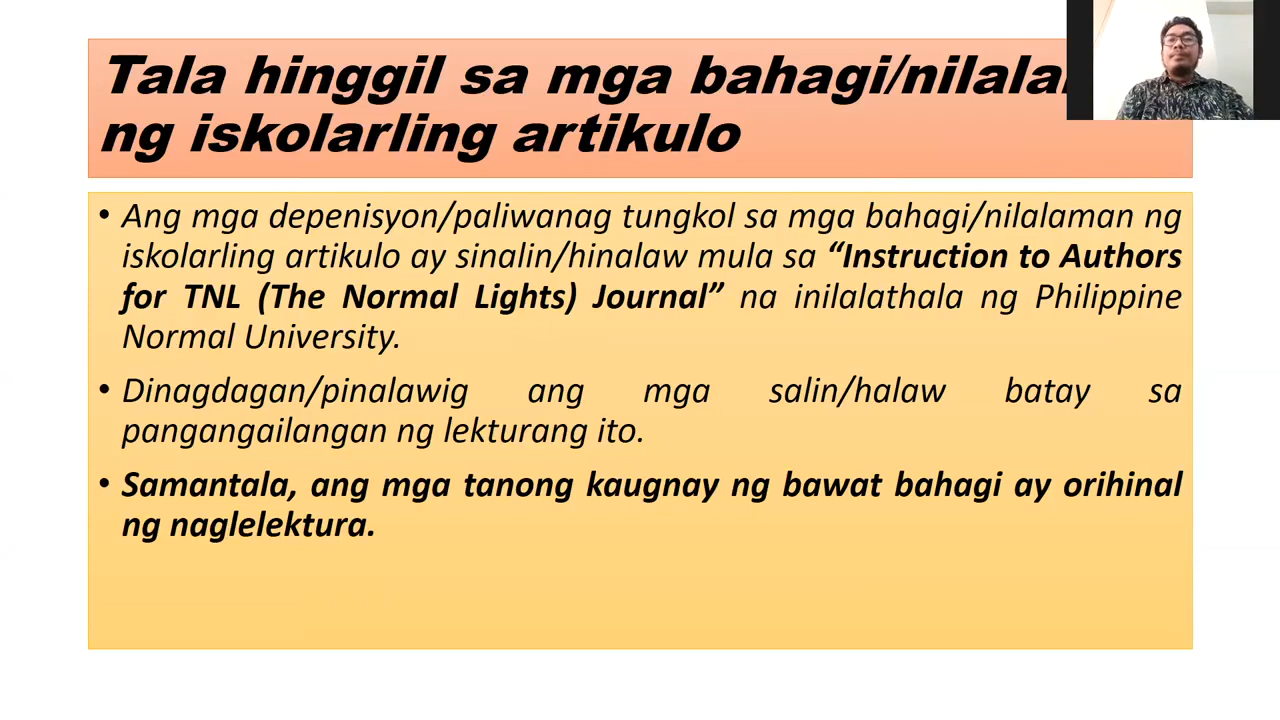 Tala hinggil sa mga bahagi/nilala
ng iskolarling artikulo
• Ang mga depenisyon/paliwanag tungkol sa mga bahagi/nilalaman ng
iskolarling artikulo ay sinalin/hinalaw mula sa “Instruction to Authors
for TNL (The Normal Lights) Journal” na inilalathala ng Philippine
Normal University.
• Dinagdagan/pinalawig ang mga salin/halaw batay sa
pangangailangan ng lekturang ito.
• Samantala, ang mga tanong kaugnay ng bawat bahagi ay orihinal
ng naglelektura.